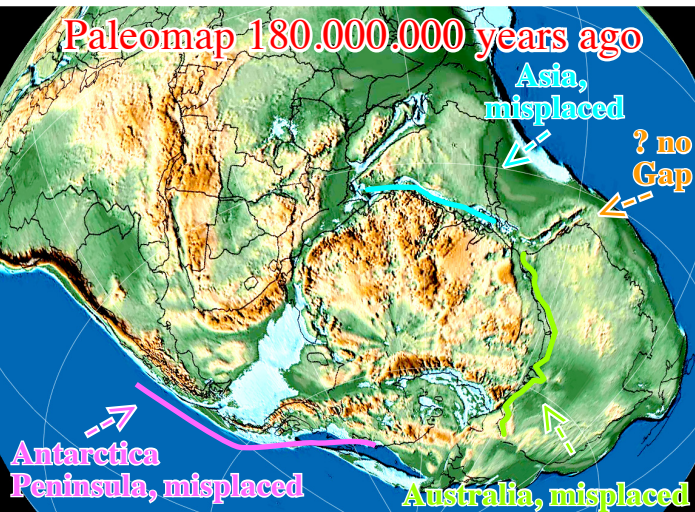 Paleomap 180.000.000 years ago
Asia,
misplaced
? no
Gap
Antarctica
Peninsula, misplaced
Australia, misplaced